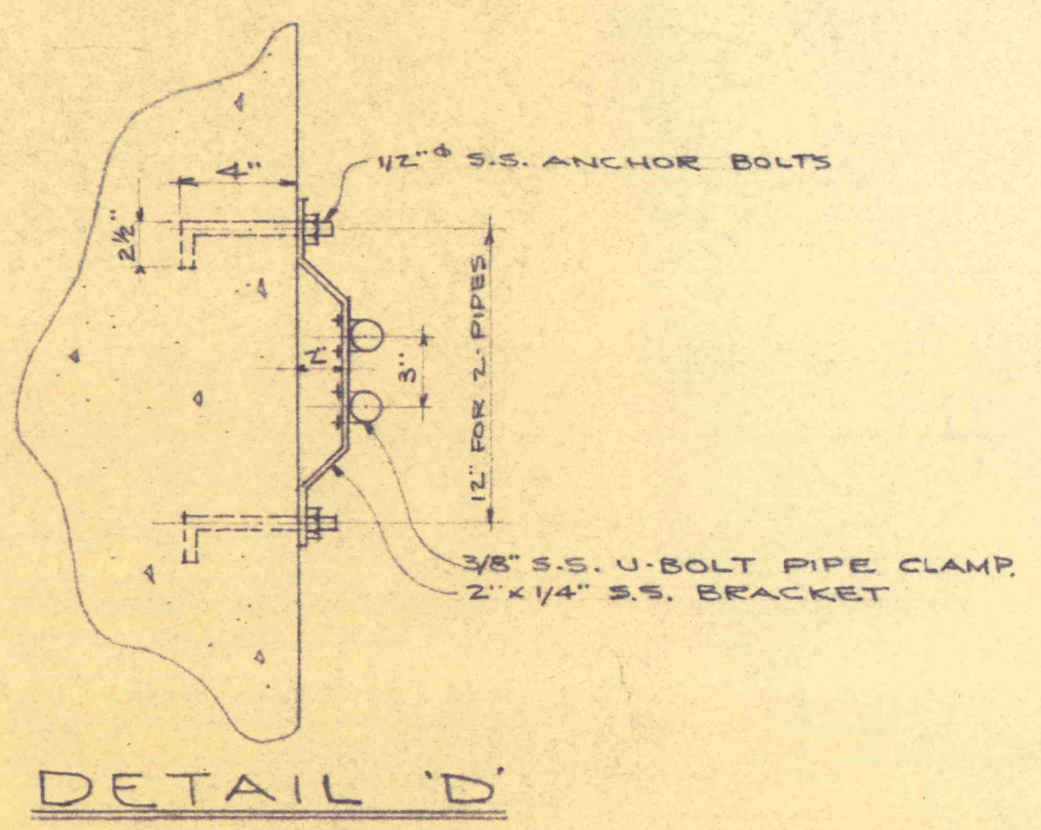 1/2"ϕ S.S. ANCHOR BOLTS
4"
2½"
12" FOR 2-PIPES
2"
3"
3/8" S.S. U-BOLT PIPE CLAMP.
2" x 1/4" S.S. BRACKET
DETAIL 'D'